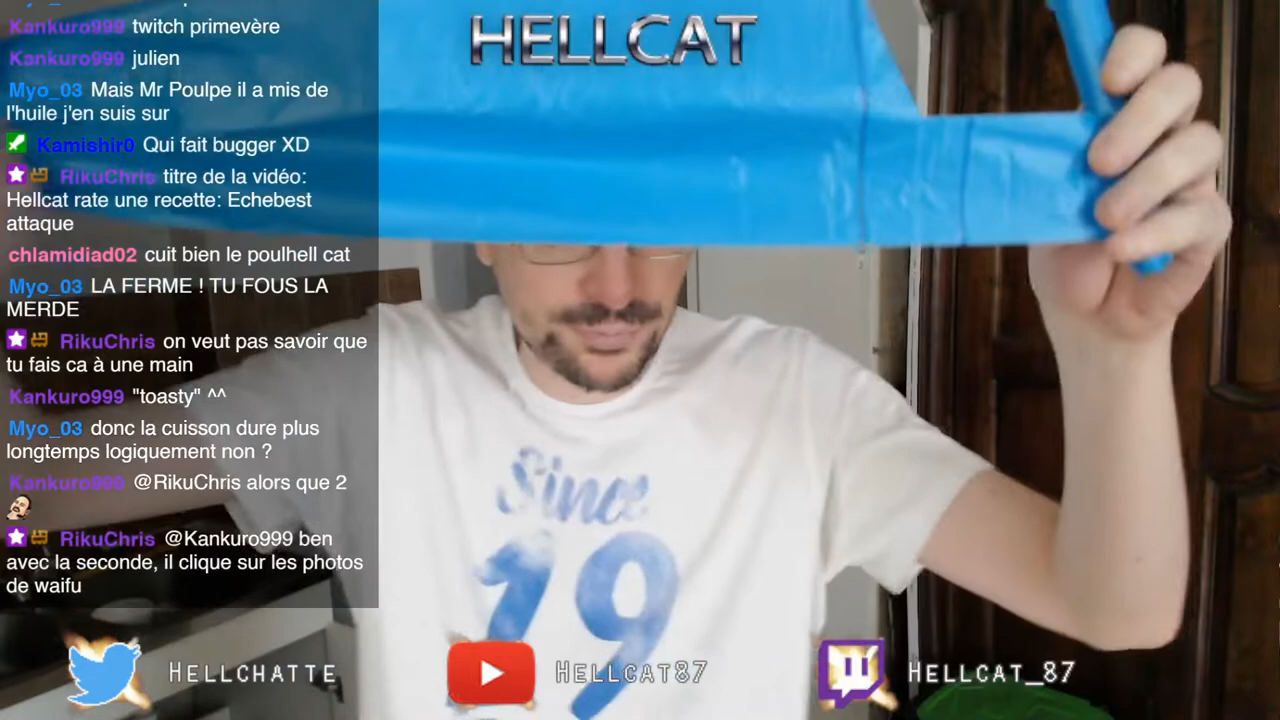 HELLCAT
Kankuro999 twitch primevère
Kankuro999 julien
Myo_03 Mais Mr Poulpe il a mis de
l'huile j'en suis sur
Kamishir0 Qui fait bugger XD
RikuChris titre de la vidéo:
Hellcat rate une recette: Echebest
attaque
chlamidiad02 cuit bien le poulhell cat
Myo_03 LA FERME ! TU FOUS LA
MERDE
RikuChris on veut pas savoir que
tu fais ca à une main
Kankuro999 "toasty" ^^
Myo_03 donc la cuisson dure plus
longtemps logiquement non ?
Kankuro999 @RikuChris alors que 2
RikuChris @Kankuro999 ben
avec la seconde, il clique sur les photos
de waifu
Since
19
HELLCHATTE
HELLCAT87
HELLCAT_87